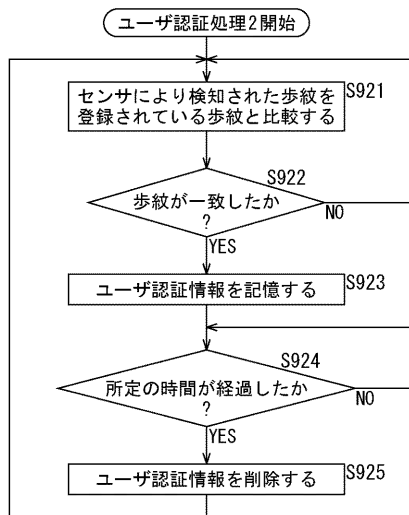 ユーザ認証処理2開始
センサにより検知された歩紋を
登録されている歩紋と比較する
S921
歩紋が一致したか
?
S922
NO
YES
ユーザ認証情報を記憶する
S923
所定の時間が経過したか
?
S924
NO
YES
ユーザ認証情報を削除する
S925